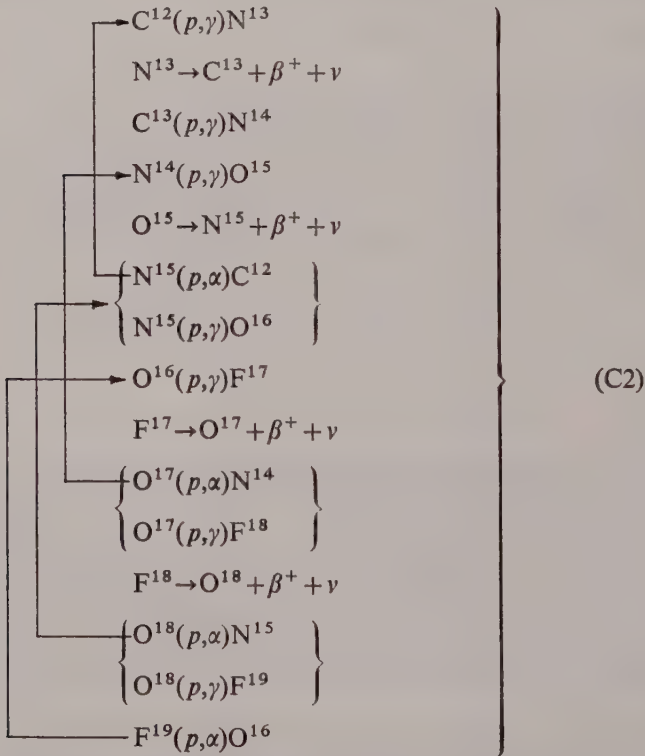 C¹²(p,γ)N¹³
N¹³→C¹³+β⁺+ν
C¹³(p,γ)N¹⁴
N¹⁴(p,γ)O¹⁵
O¹⁵→N¹⁵+β⁺+ν
N¹⁵(p,α)C¹²
N¹⁵(p,γ)O¹⁶
O¹⁶(p,γ)F¹⁷
(C2)
F¹⁷→O¹⁷+β⁺+ν
O¹⁷(p,α)N¹⁴
O¹⁷(p,γ)F¹⁸
F¹⁸→O¹⁸+β⁺+ν
O¹⁸(p,α)N¹⁵
O¹⁸(p,γ)F¹⁹
F¹⁹(p,α)O¹⁶